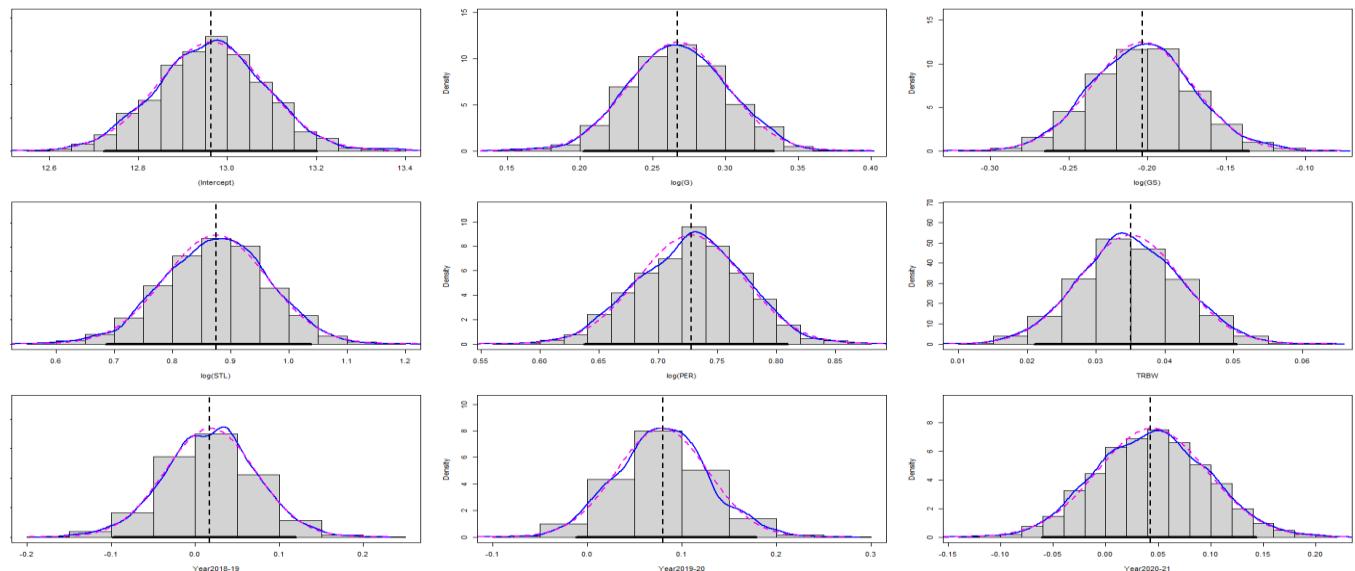 Density
15
10
5
0
Density
15
10
5
0
12.6 12.8 13.0 13.2 13.4
(Intercept)
0.15 0.20 0.25 0.30 0.35 0.40
log(G)
-0.30 -0.25 -0.20 -0.15 -0.10
log(GS)
Density
10
8
6
4
2
0
Density
70
60
50
40
30
20
10
0
0.6 0.7 0.8 0.9 1.0 1.1 1.2
log(STL)
0.55 0.60 0.65 0.70 0.75 0.80 0.85
log(PER)
0.01 0.02 0.03 0.04 0.05 0.06
TRBW
Density
8
6
4
2
0
Density
8
6
4
2
0
-0.2 -0.1 0.0 0.1 0.2
Year2018-19
-0.1 0.0 0.1 0.2 0.3
Year2019-20
-0.15 -0.10 -0.05 0.00 0.05 0.10 0.15 0.20
Year2020-21